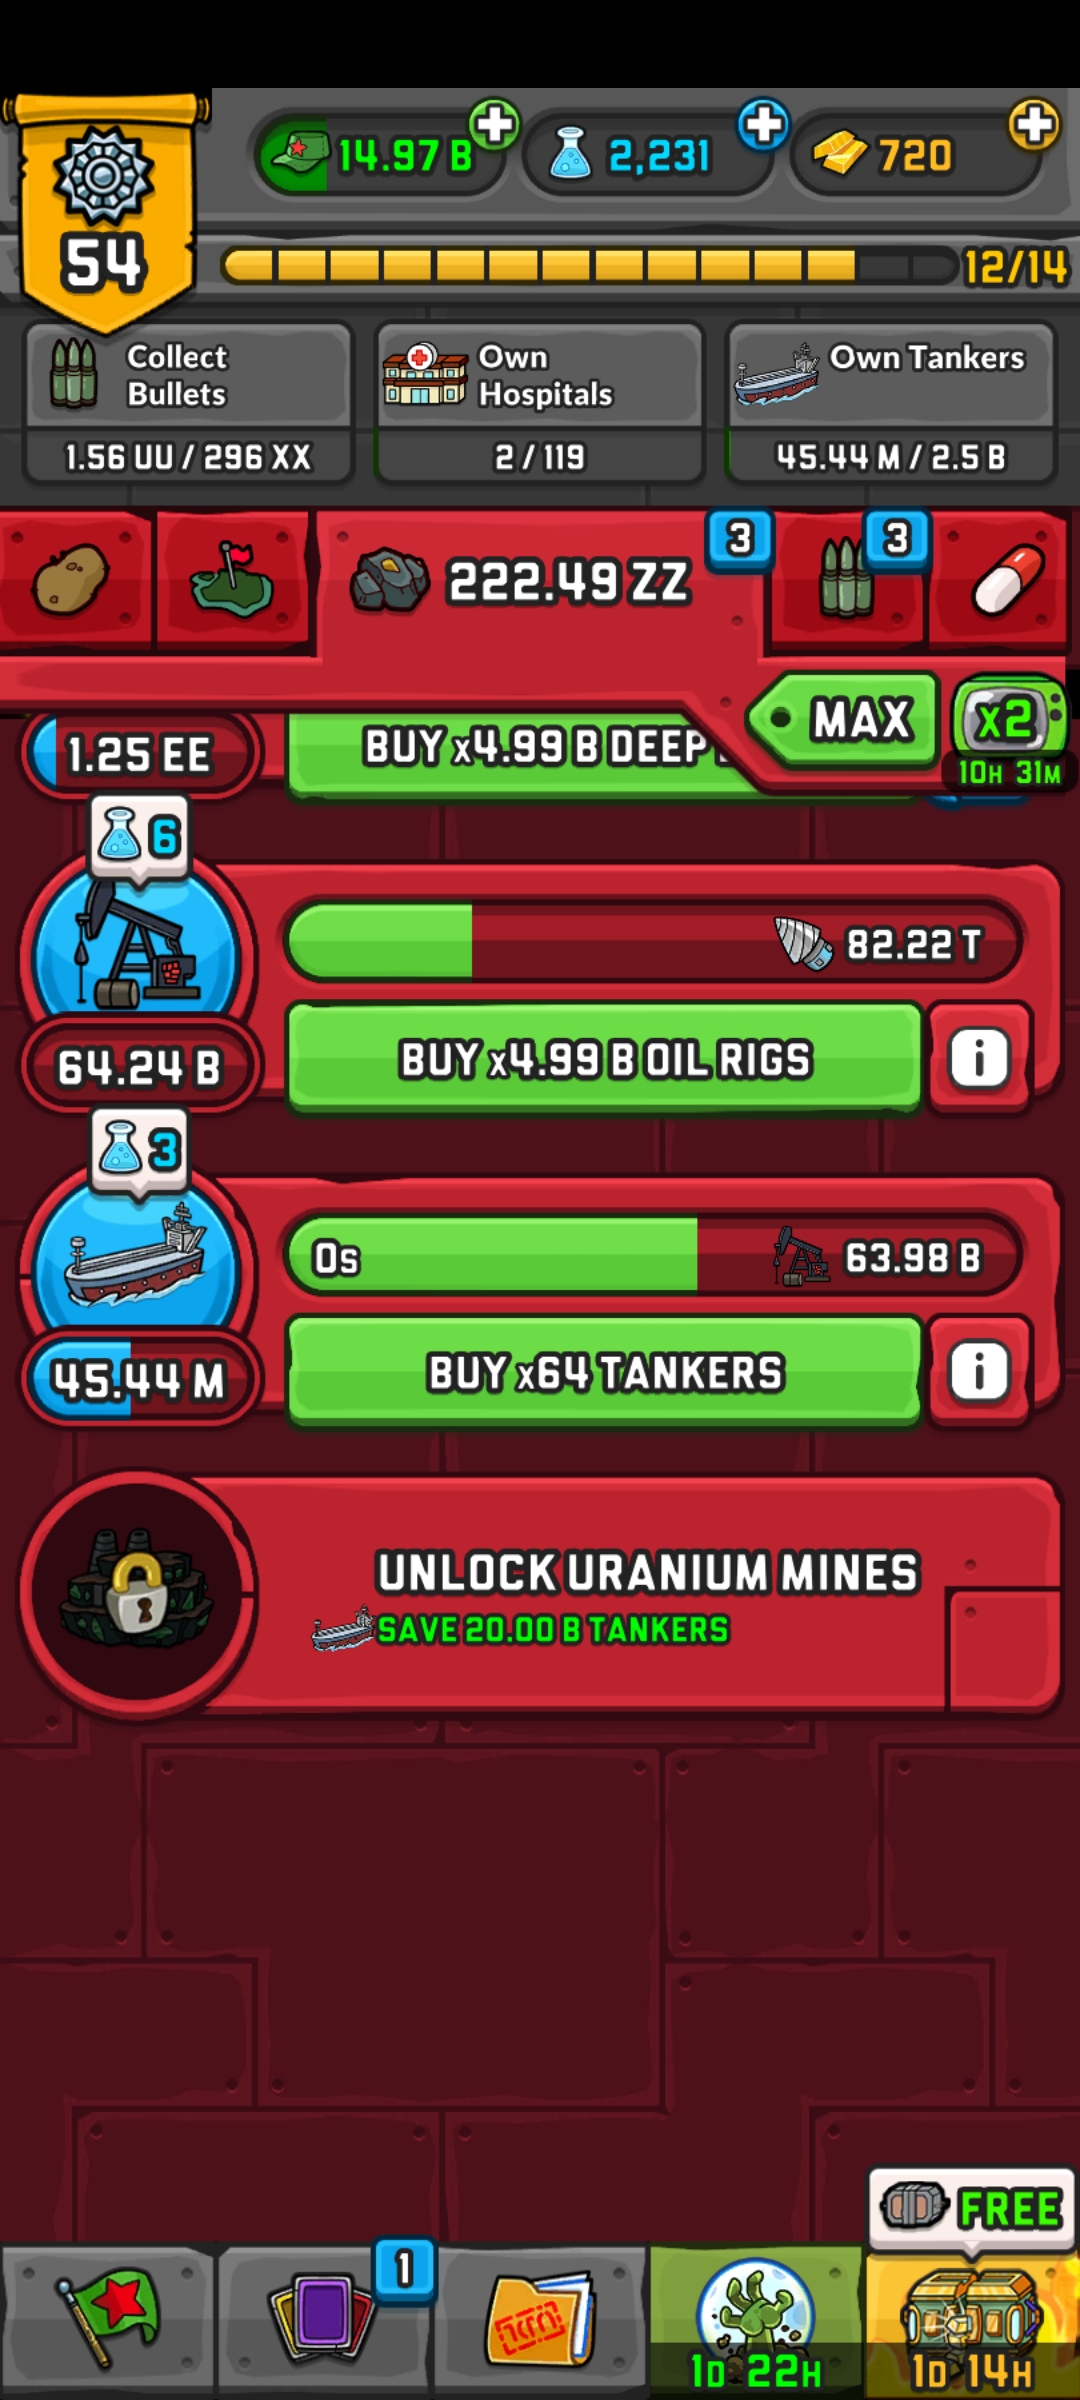 54
14.97 B
2,231
720
12/14
Collect
Bullets
1.56 UU / 296 XX
Own
Hospitals
2 / 119
Own Tankers
45.44 M / 2.5 B
222.49 ZZ
3
3
MAX
x2
10H 31M
1.25 EE
BUY x4.99 B DEEP
6
82.22 T
64.24 B
BUY x4.99 B OIL RIGS
i
3
0s
63.98 B
45.44 M
BUY x64 TANKERS
i
UNLOCK URANIUM MINES
SAVE 20.00 B TANKERS
FREE
1
1D 22H
1D 14H